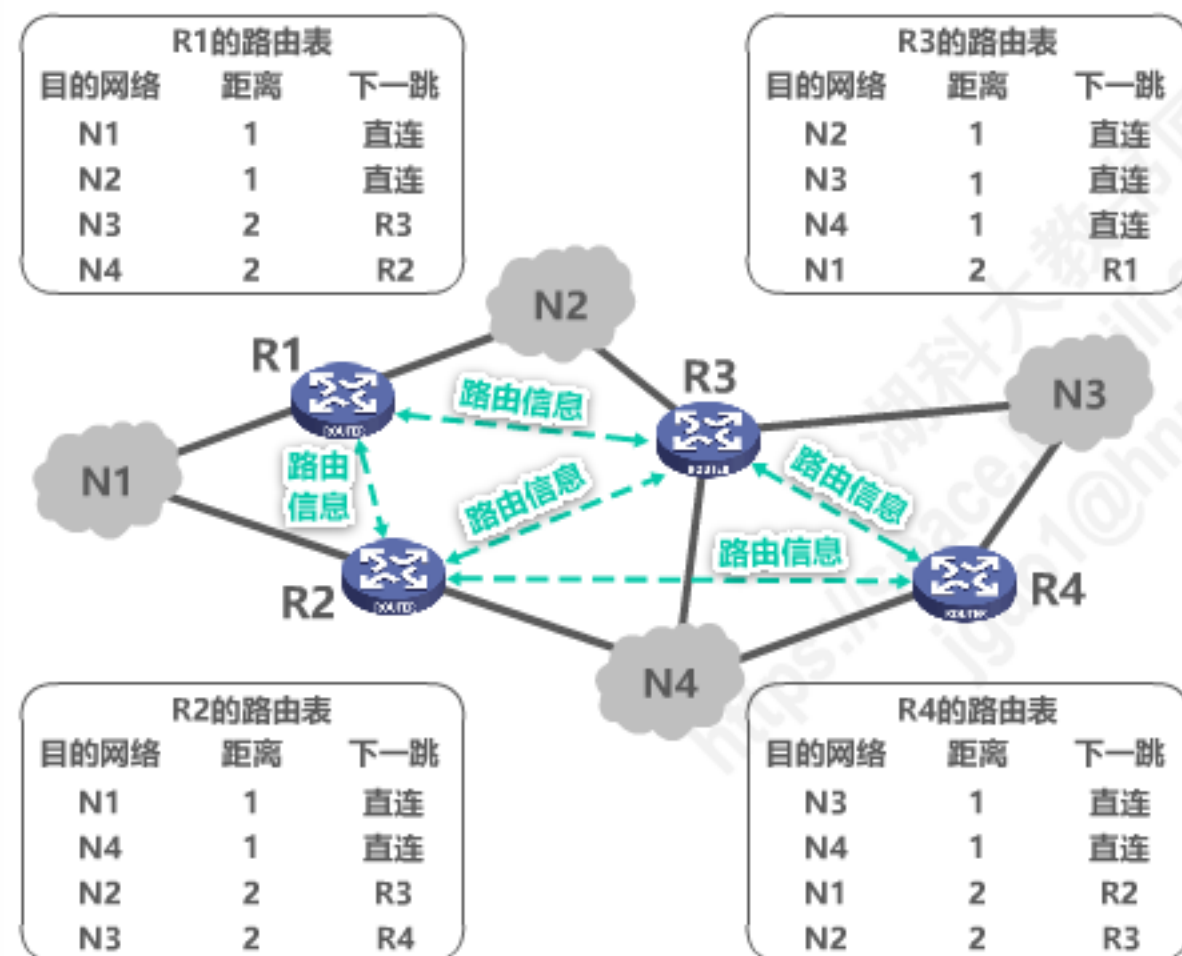 R1的路由表
目的网络 距离 下一跳
N1 1 直连
N2 1 直连
N3 2 R3
N4 2 R2
R3的路由表
目的网络 距离 下一跳
N2 1 直连
N3 1 直连
N4 1 直连
N1 2 R1
N2
R1
R3
N3
路由信息
N1
路由
信息
路由信息
路由信息
路由信息
R2
R4
N4
ROUTER
ROUTER
ROUTER
ROUTER
R2的路由表
目的网络 距离 下一跳
N1 1 直连
N4 1 直连
N2 2 R3
N3 2 R4
R4的路由表
目的网络 距离 下一跳
N3 1 直连
N4 1 直连
N1 2 R2
N2 2 R3